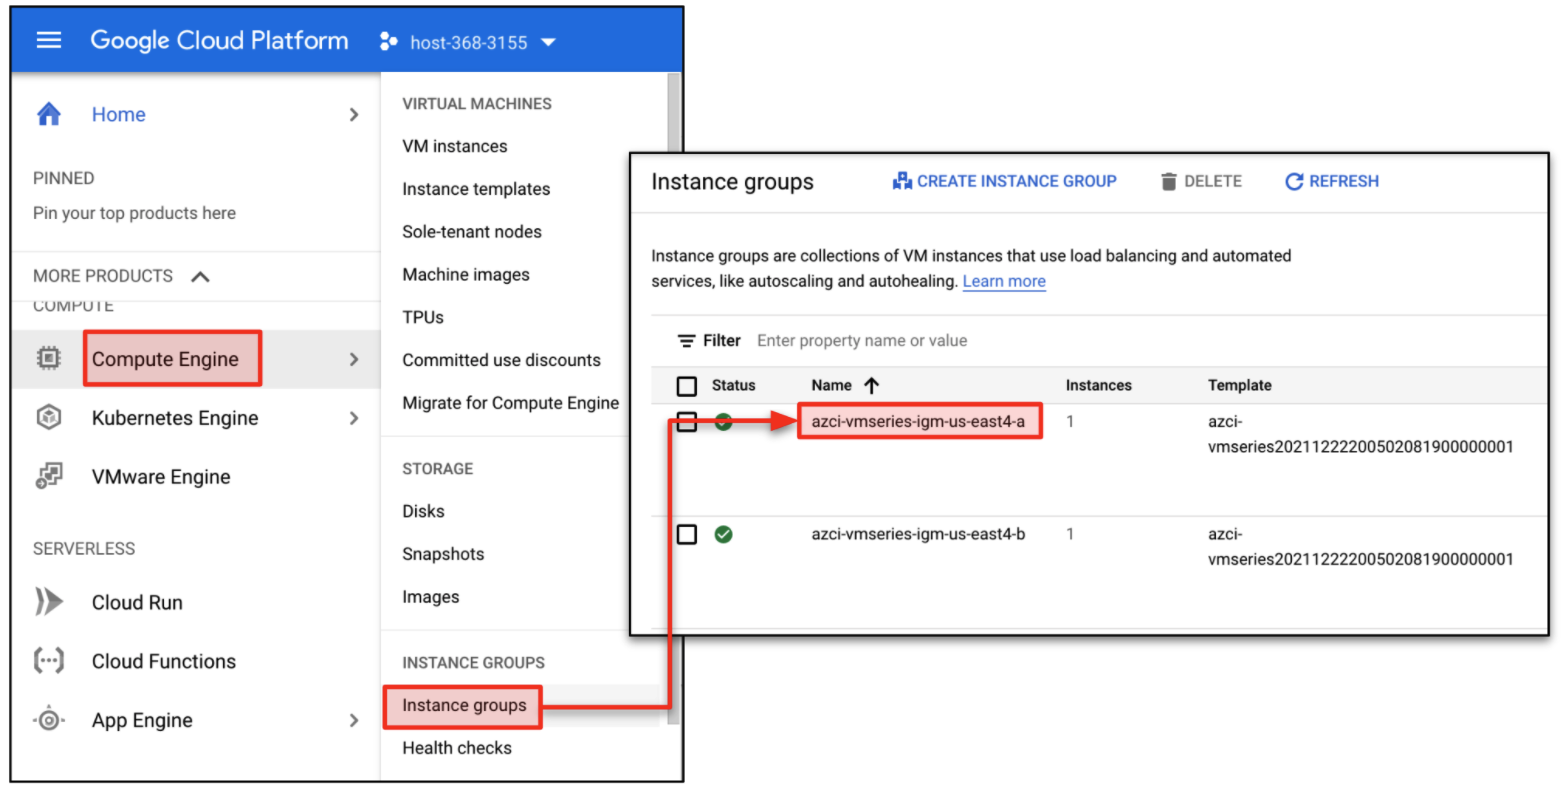 Google Cloud Platform
host-368-3155
Home
PINNED
Pin your top products here
MORE PRODUCTS
COMPUTE
Compute Engine
Kubernetes Engine
VMware Engine
SERVERLESS
Cloud Run
Cloud Functions
App Engine
VIRTUAL MACHINES
VM instances
Instance templates
Sole-tenant nodes
Machine images
TPUs
Committed use discounts
Migrate for Compute Engine
STORAGE
Disks
Snapshots
Images
INSTANCE GROUPS
Instance groups
Health checks
Instance groups
CREATE INSTANCE GROUP
DELETE
REFRESH
Instance groups are collections of VM instances that use load balancing and automated
services, like autoscaling and autohealing. Learn more
Filter Enter property name or value
Status Name Instances Template
azci-vmseries-igm-us-east4-a 1 azci-
vmseries20211222200502081900000001
azci-vmseries-igm-us-east4-b 1 azci-
vmseries20211222200502081900000001